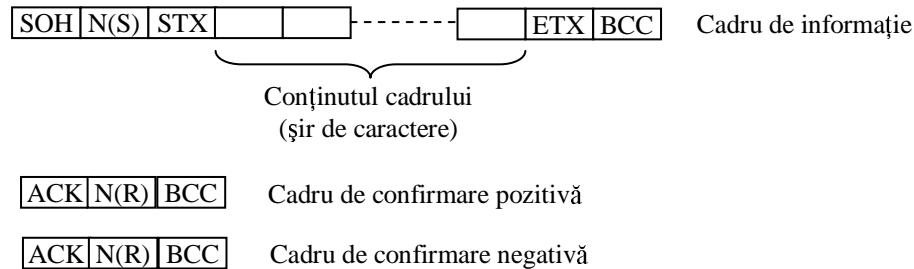 SOH N(S) STX ETX BCC Cadru de informație
Conținutul cadrului
(şir de caractere)
ACK N(R) BCC Cadru de confirmare pozitivă
ACK N(R) BCC Cadru de confirmare negativă